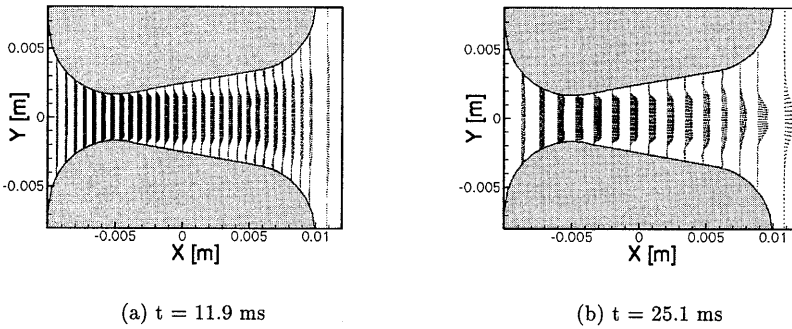 0.005
0
-0.005
Y [m]
-0.005 0 0.005 0.01
X [m]
0.005
0
-0.005
Y [m]
-0.005 0 0.005 0.01
X [m]
(a) t = 11.9 ms
(b) t = 25.1 ms